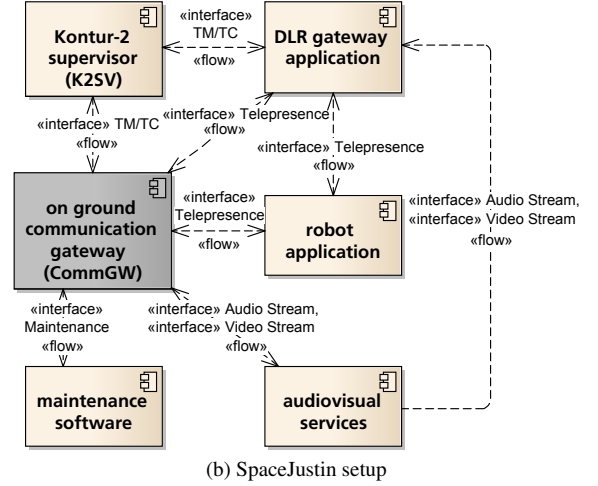 Kontur-2
supervisor
(K2SV)
«interface»
TM/TC
«flow»
DLR gateway
application
«interface» TM/TC
«flow»
«interface» Telepresence
«flow»
«interface» Telepresence
«flow»
on ground
communication
gateway
(CommGW)
«interface»
Telepresence
«flow»
robot
application
«interface» Audio Stream,
«interface» Video Stream
«flow»
«interface»
Maintenance
«flow»
«interface» Audio Stream,
«interface» Video Stream
«flow»
maintenance
software
audiovisual
services
(b) SpaceJustin setup